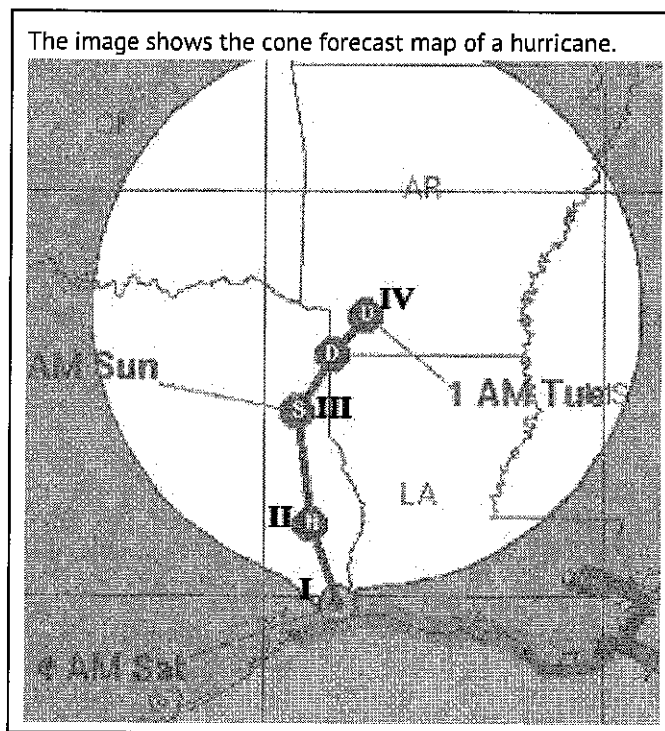 The image shows the cone forecast map of a hurricane.
AR
IV
D
AM Sun
S
III
1 AM Tue
LA
II
H
I
4 AM Sat